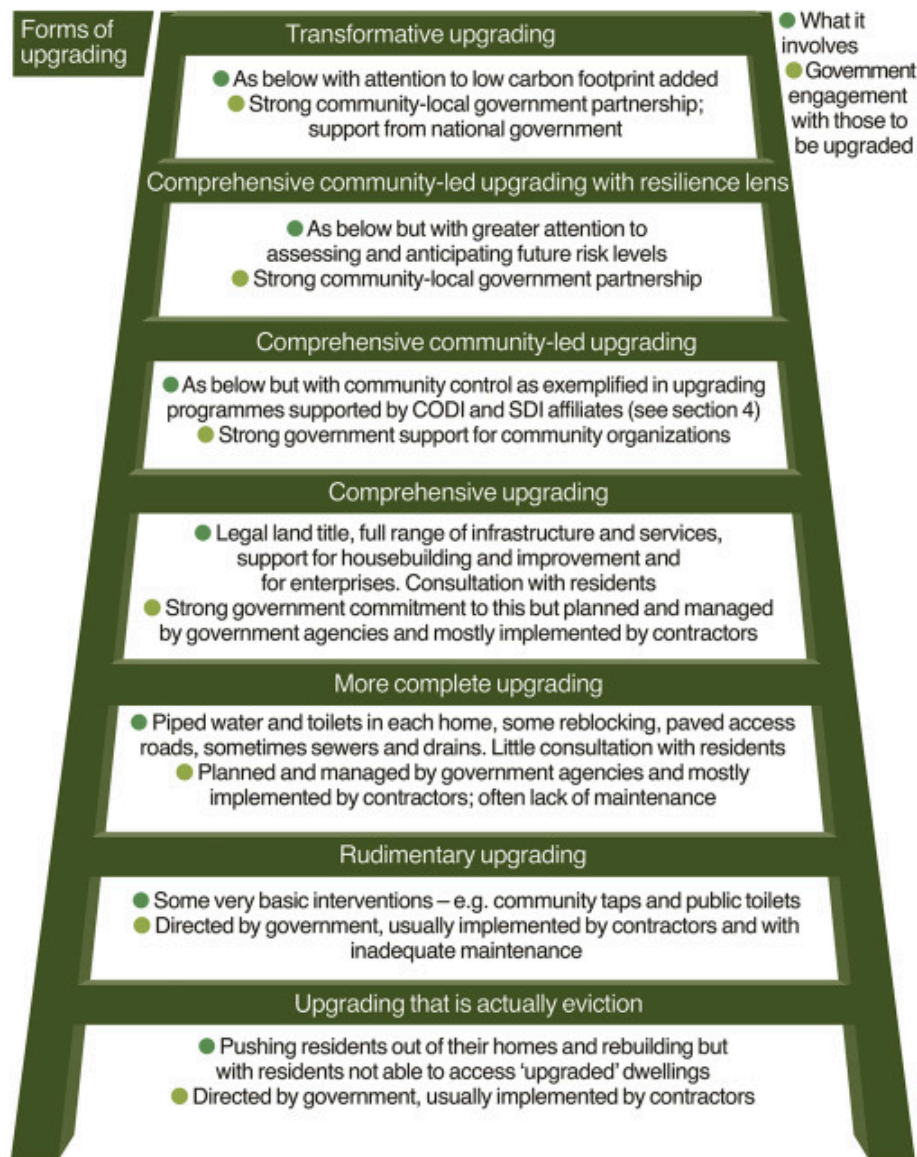 Forms of
upgrading
Transformative upgrading
What it
involves
Government
engagement
with those to
be upgraded
As below with attention to low carbon footprint added
Strong community-local government partnership;
support from national government
Comprehensive community-led upgrading with resilience lens
As below but with greater attention to
assessing and anticipating future risk levels
Strong community-local government partnership
Comprehensive community-led upgrading
As below but with community control as exemplified in upgrading
programmes supported by CODI and SDI affiliates (see section 4)
Strong government support for community organizations
Comprehensive upgrading
Legal land title, full range of infrastructure and services,
support for housebuilding and improvement and
for enterprises. Consultation with residents
Strong government commitment to this but planned and managed
by government agencies and mostly implemented by contractors
More complete upgrading
Piped water and toilets in each home, some reblocking, paved access
roads, sometimes sewers and drains. Little consultation with residents
Planned and managed by government agencies and mostly
implemented by contractors; often lack of maintenance
Rudimentary upgrading
Some very basic interventions – e.g. community taps and public toilets
Directed by government, usually implemented by contractors and with
inadequate maintenance
Upgrading that is actually eviction
Pushing residents out of their homes and rebuilding but
with residents not able to access ‘upgraded’ dwellings
Directed by government, usually implemented by contractors